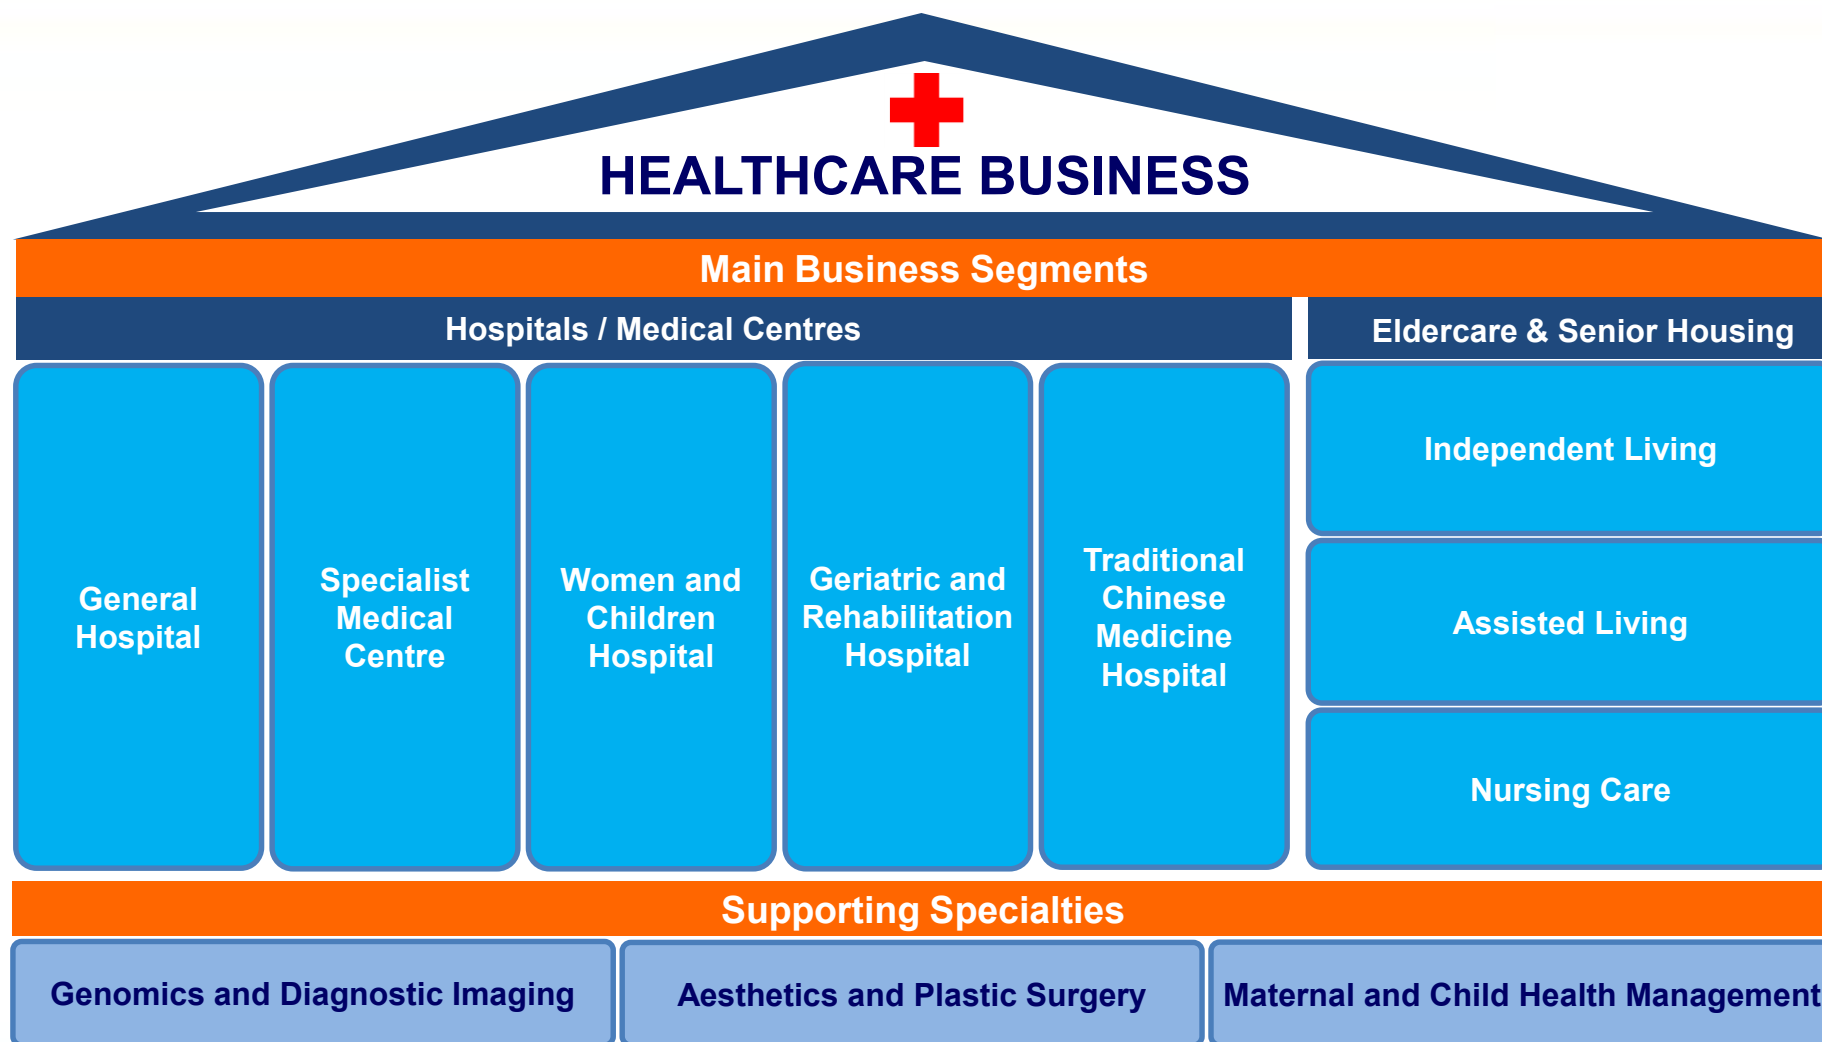 HEALTHCARE BUSINESS
Main Business Segments
Hospitals / Medical Centres
Eldercare & Senior Housing
General
Hospital
Specialist
Medical
Centre
Women and
Children
Hospital
Geriatric and
Rehabilitation
Hospital
Traditional
Chinese
Medicine
Hospital
Independent Living
Assisted Living
Nursing Care
Supporting Specialties
Genomics and Diagnostic Imaging
Aesthetics and Plastic Surgery
Maternal and Child Health Management